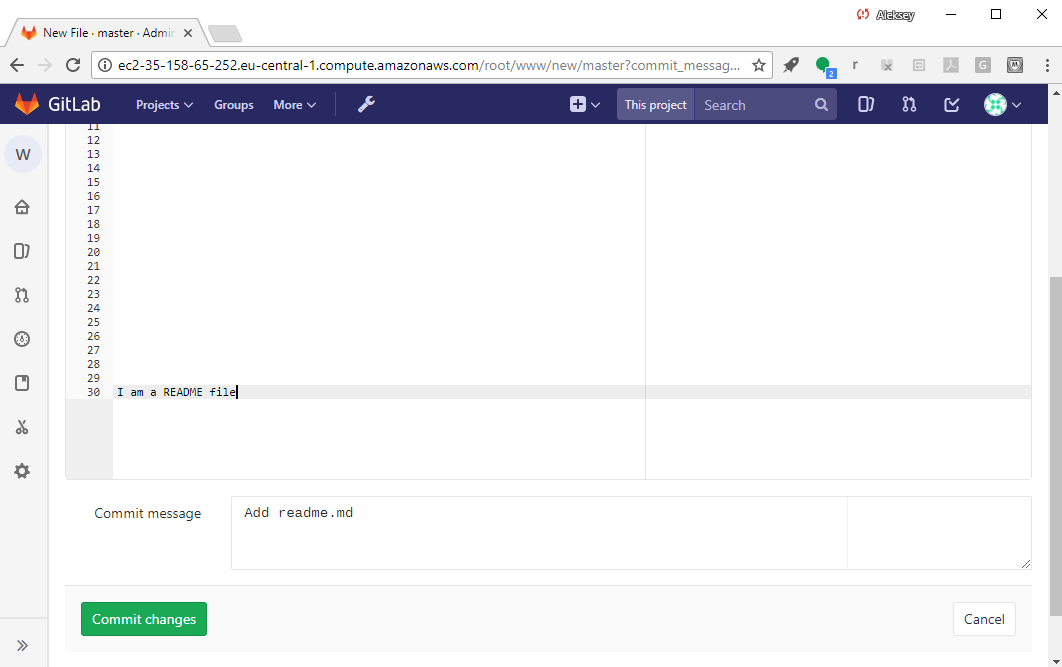 Aleksey
New File · master · Admin
ec2-35-158-65-252.eu-central-1.compute.amazonaws.com/root/www/new/master?commit_messag...
2
r
G
GitLab
Projects
Groups
More
This project
Search
W
11
12
13
14
15
16
17
18
19
20
21
22
23
24
25
26
27
28
29
30 I am a README file
Commit message
Add readme.md
Commit changes
Cancel